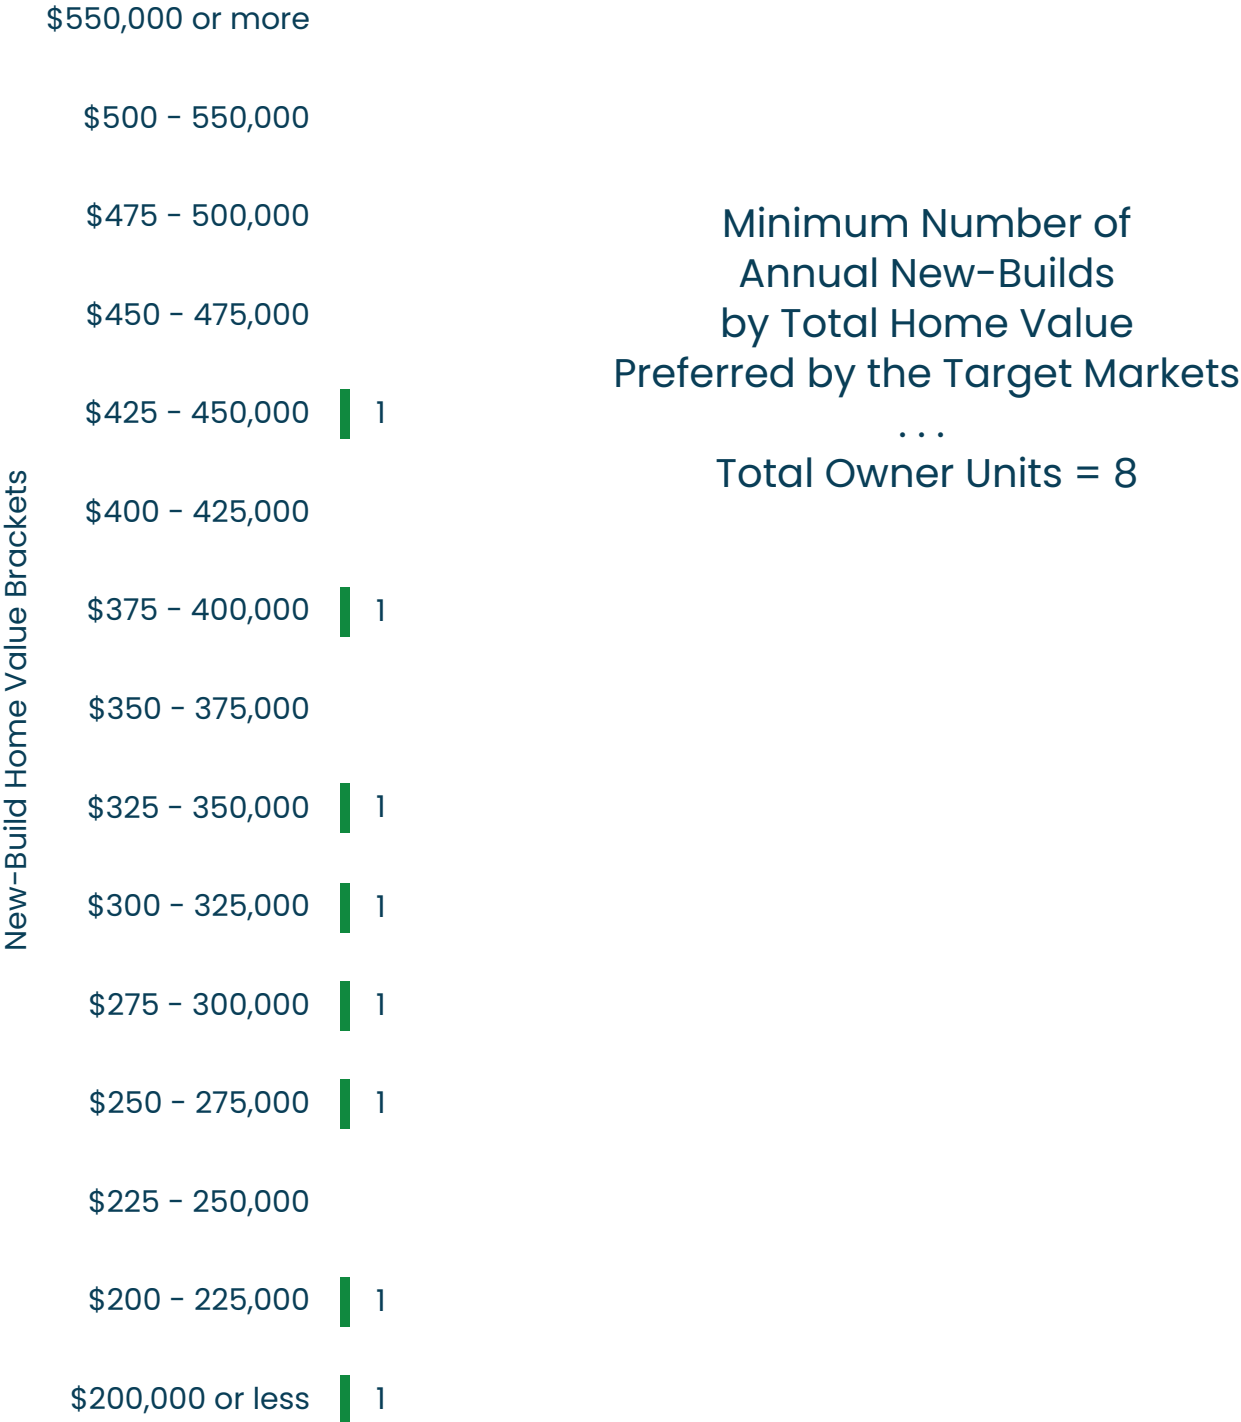 $550,000 or more
$500 - 550,000
$475 - 500,000
$450 - 475,000
$425 - 450,000 1
$400 - 425,000
$375 - 400,000 1
$350 - 375,000
$325 - 350,000 1
$300 - 325,000 1
$275 - 300,000 1
$250 - 275,000 1
$225 - 250,000
$200 - 225,000 1
$200,000 or less 1
New-Build Home Value Brackets
Minimum Number of
Annual New-Builds
by Total Home Value
Preferred by the Target Markets
. . .
Total Owner Units = 8